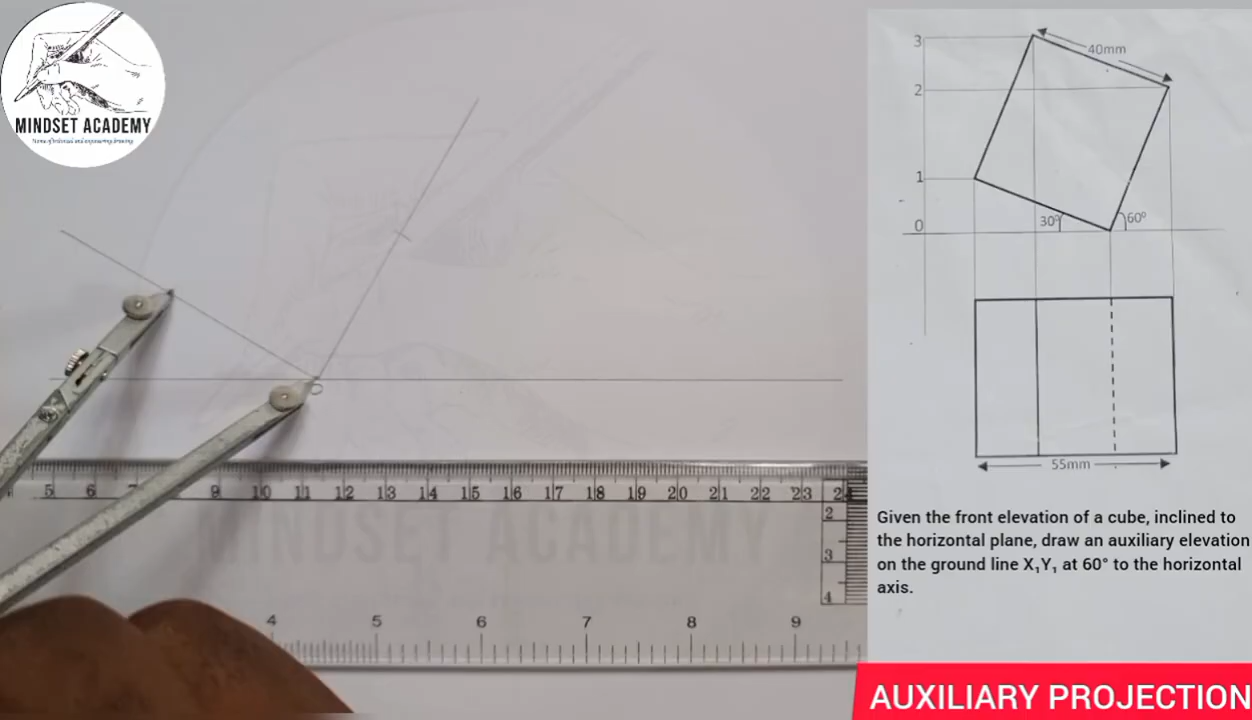 MINDSET ACADEMY
3
40mm
2
1
0
30°
60°
55mm
5 6 7 9 10 11 12 13 14 15 16 17 18 19 20 21 22 23 24
2
3
4
MINDSET ACADEMY
4 5 6 7 8 9
Given the front elevation of a cube, inclined to
the horizontal plane, draw an auxiliary elevation
on the ground line X₁Y₁ at 60° to the horizontal
axis.
AUXILIARY PROJECTION